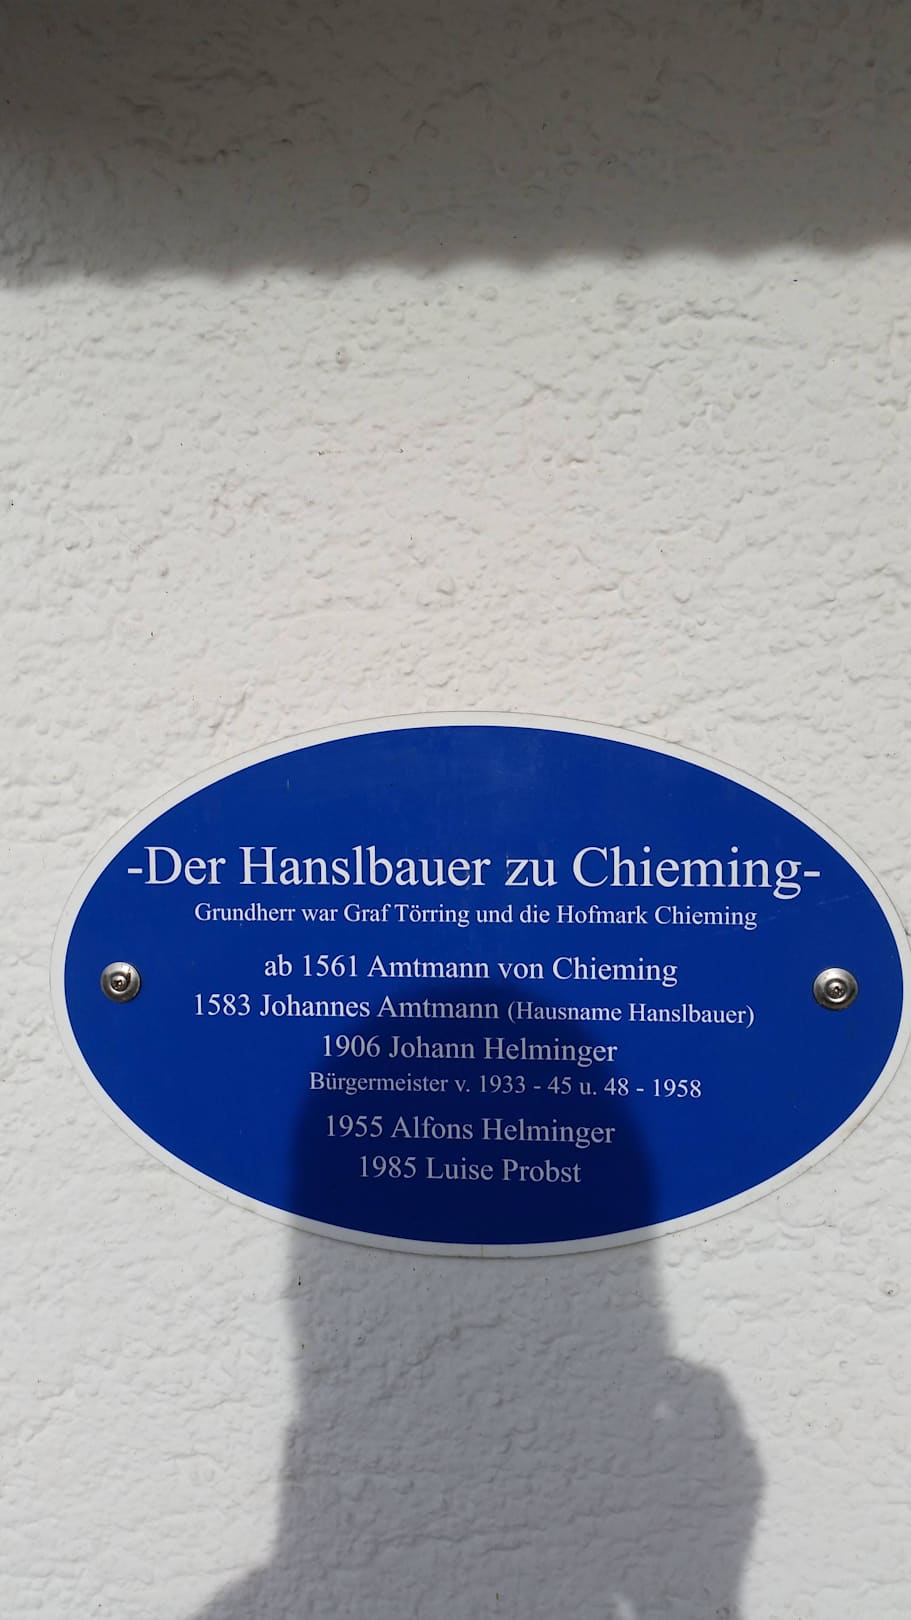 -Der Hanslbauer zu Chieming-
Grundherr war Graf Törring und die Hofmark Chieming
ab 1561 Amtmann von Chieming
1583 Johannes Amtmann (Hausname Hanslbauer)
1906 Johann Helminger
Bürgermeister v. 1933 - 45 u. 48 - 1958
1955 Alfons Helminger
1985 Luise Probst